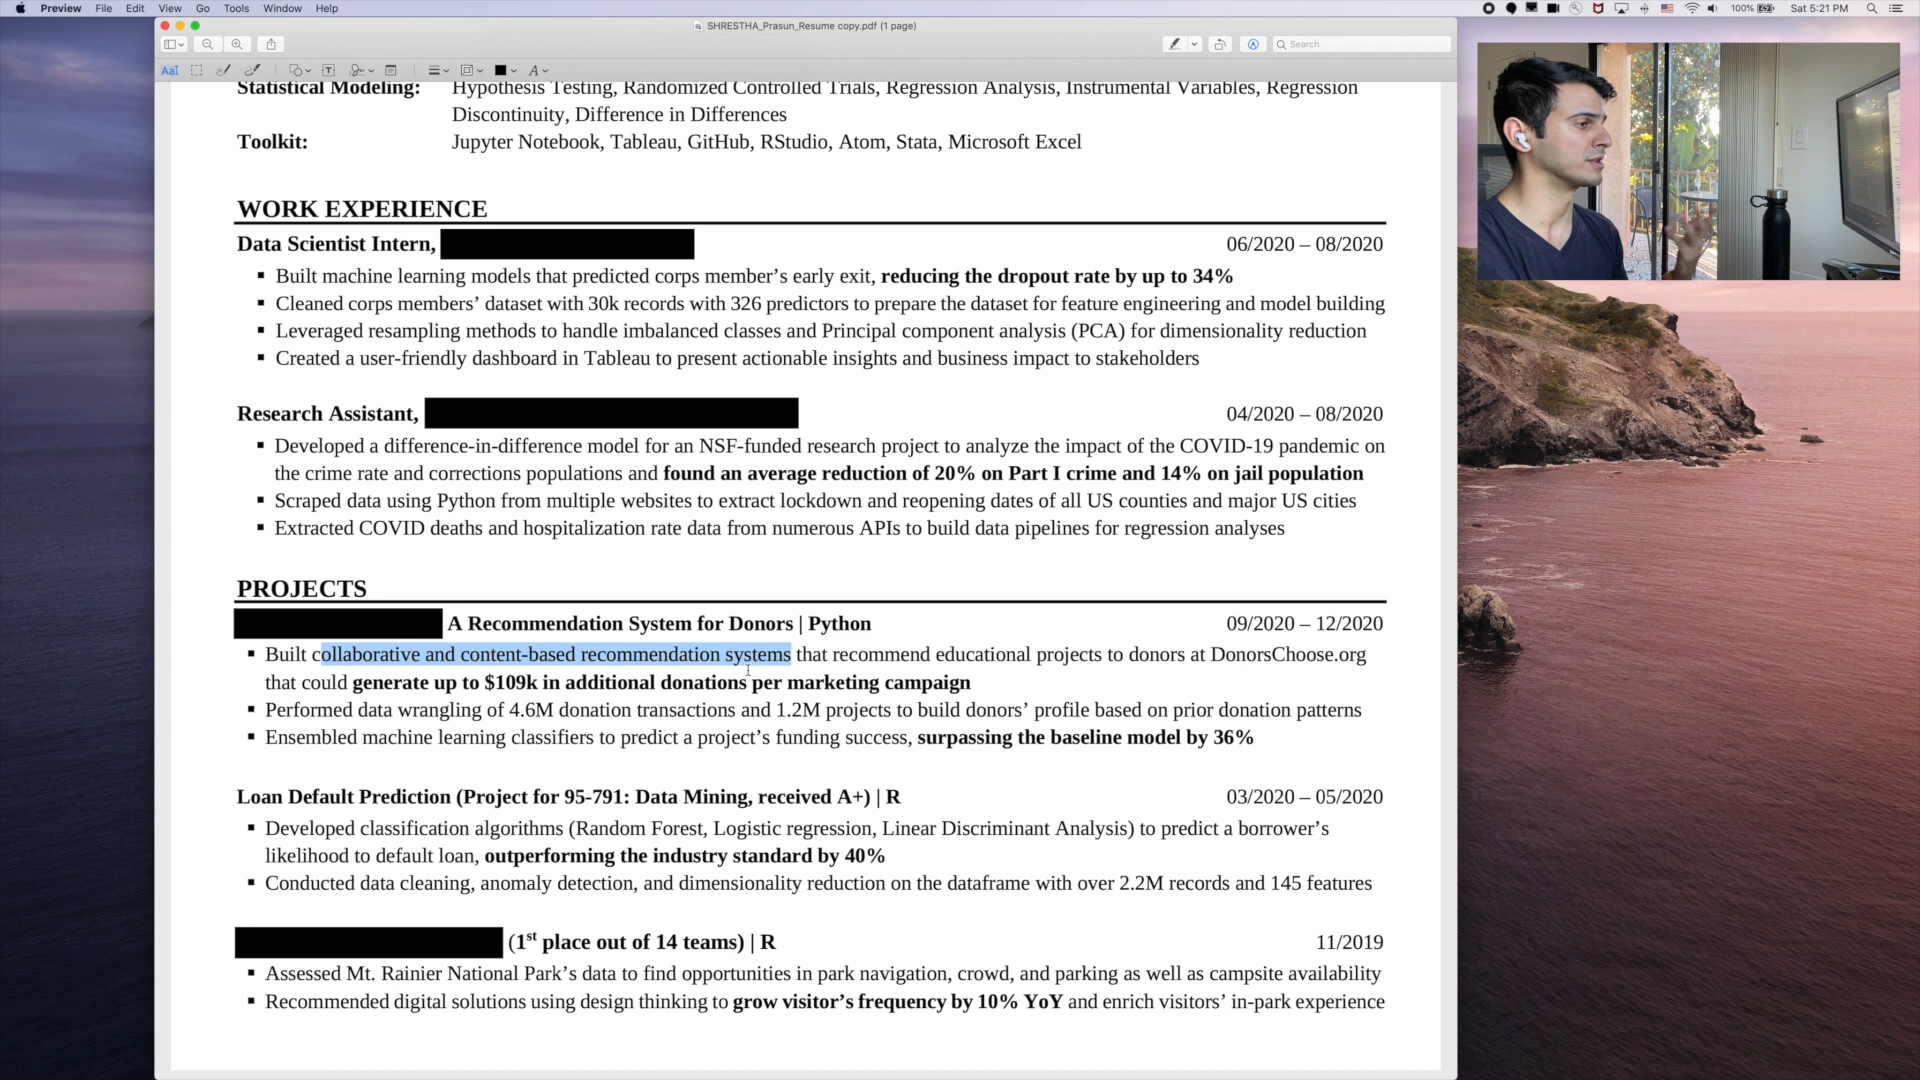 Preview File Edit View Go Tools Window Help
100% Sat 5:21 PM
SHRESTHA_Prasun_Resume copy.pdf (1 page)
Search
AaI T A
Statistical Modeling: Hypothesis Testing, Randomized Controlled Trials, Regression Analysis, Instrumental Variables, Regression
Discontinuity, Difference in Differences
Toolkit: Jupyter Notebook, Tableau, GitHub, RStudio, Atom, Stata, Microsoft Excel
WORK EXPERIENCE
Data Scientist Intern, 06/2020 – 08/2020
▪ Built machine learning models that predicted corps member’s early exit, reducing the dropout rate by up to 34%
▪ Cleaned corps members’ dataset with 30k records with 326 predictors to prepare the dataset for feature engineering and model building
▪ Leveraged resampling methods to handle imbalanced classes and Principal component analysis (PCA) for dimensionality reduction
▪ Created a user-friendly dashboard in Tableau to present actionable insights and business impact to stakeholders
Research Assistant, 04/2020 – 08/2020
▪ Developed a difference-in-difference model for an NSF-funded research project to analyze the impact of the COVID-19 pandemic on
the crime rate and corrections populations and found an average reduction of 20% on Part I crime and 14% on jail population
▪ Scraped data using Python from multiple websites to extract lockdown and reopening dates of all US counties and major US cities
▪ Extracted COVID deaths and hospitalization rate data from numerous APIs to build data pipelines for regression analyses
PROJECTS
A Recommendation System for Donors | Python 09/2020 – 12/2020
▪ Built collaborative and content-based recommendation systems that recommend educational projects to donors at DonorsChoose.org
that could generate up to $109k in additional donations per marketing campaign
▪ Performed data wrangling of 4.6M donation transactions and 1.2M projects to build donors’ profile based on prior donation patterns
▪ Ensembled machine learning classifiers to predict a project’s funding success, surpassing the baseline model by 36%
Loan Default Prediction (Project for 95-791: Data Mining, received A+) | R 03/2020 – 05/2020
▪ Developed classification algorithms (Random Forest, Logistic regression, Linear Discriminant Analysis) to predict a borrower’s
likelihood to default loan, outperforming the industry standard by 40%
▪ Conducted data cleaning, anomaly detection, and dimensionality reduction on the dataframe with over 2.2M records and 145 features
(1st place out of 14 teams) | R 11/2019
▪ Assessed Mt. Rainier National Park’s data to find opportunities in park navigation, crowd, and parking as well as campsite availability
▪ Recommended digital solutions using design thinking to grow visitor’s frequency by 10% YoY and enrich visitors’ in-park experience